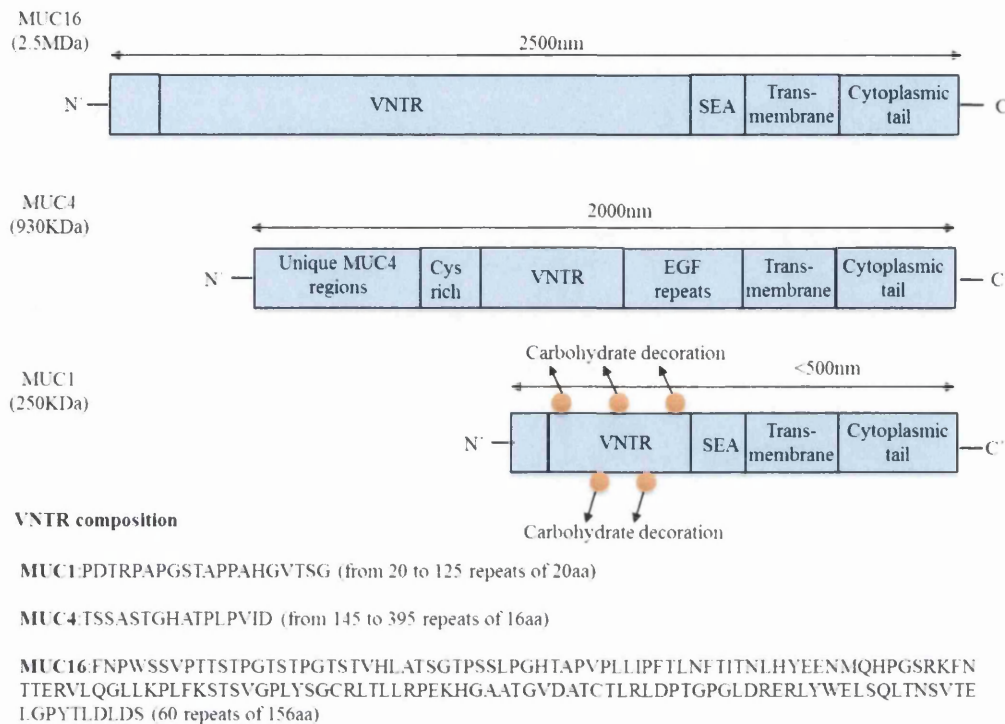 MUC16
(2.5MDa)
2500nm
N´
VNTR
SEA
Trans-
membrane
Cytoplasmic
tail
C
MUC4
(930KDa)
2000nm
N´
Unique MUC4
regions
Cys
rich
VNTR
EGF
repeats
Trans-
membrane
Cytoplasmic
tail
C
Carbohydrate decoration
MUC1
(250KDa)
<500nm
N´
VNTR
SEA
Trans-
membrane
Cytoplasmic
tail
C´
Carbohydrate decoration
VNTR composition
MUC1:PDTRPAPGSTAPPAHGVTSG (from 20 to 125 repeats of 20aa)
MUC4:TSSASTGHATPLPVID (from 145 to 395 repeats of 16aa)
MUC16:FNPWSSVPTTSTPGTSTPGTSTVHLATSGTPSSLPGHTAPVPLLIPFTLNFTITNLHYEENMQHPGSRKFN
TTERVLQGLLKPLFKSTSVGPLYSGCRLTLLRPEKHGAATGVDATCTLRLDPTGPGLDRERLYWELSQLTNSVTE
LGPYTLDLDS (60 repeats of 156aa)